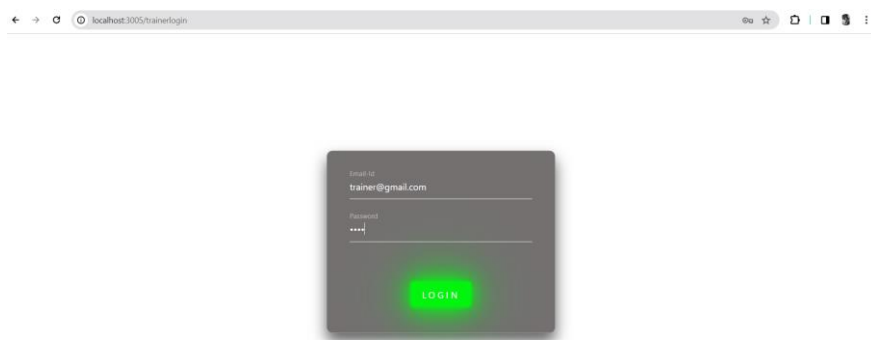 localhost:3005/trainerlogin
Email-Id
trainer@gmail.com
Password
••••
LOGIN